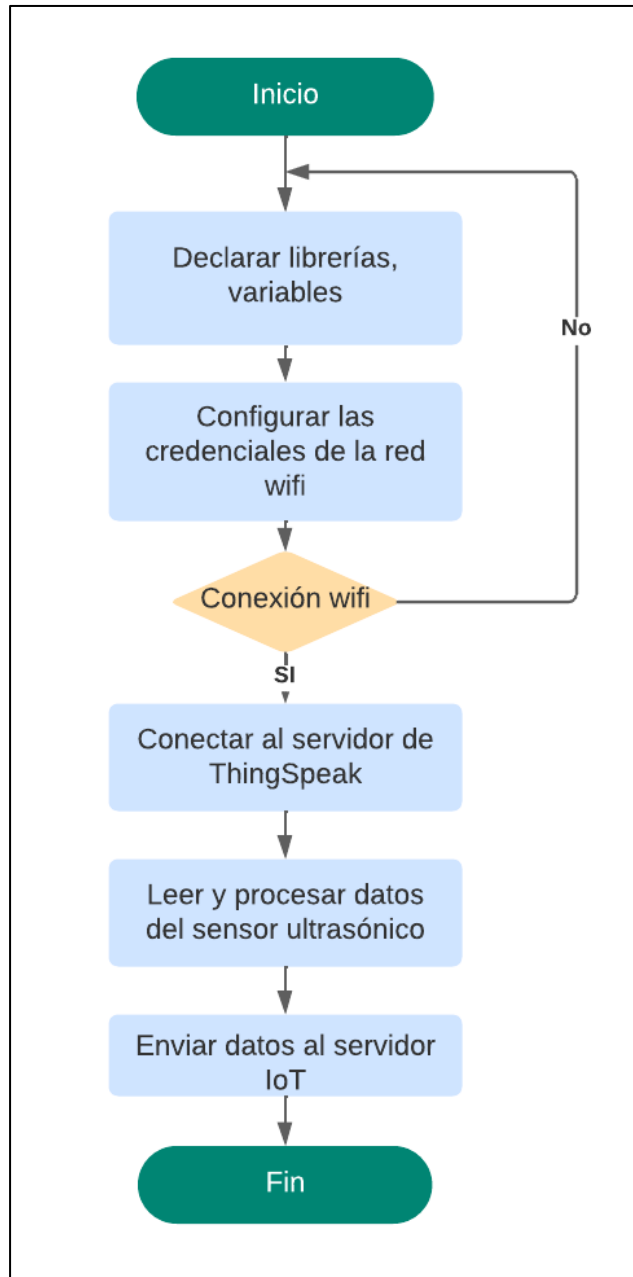 Inicio
Declarar librerías,
variables
No
Configurar las
credenciales de la red
wifi
Conexión wifi
SI
Conectar al servidor de
ThingSpeak
Leer y procesar datos
del sensor ultrasónico
Enviar datos al servidor
IoT
Fin